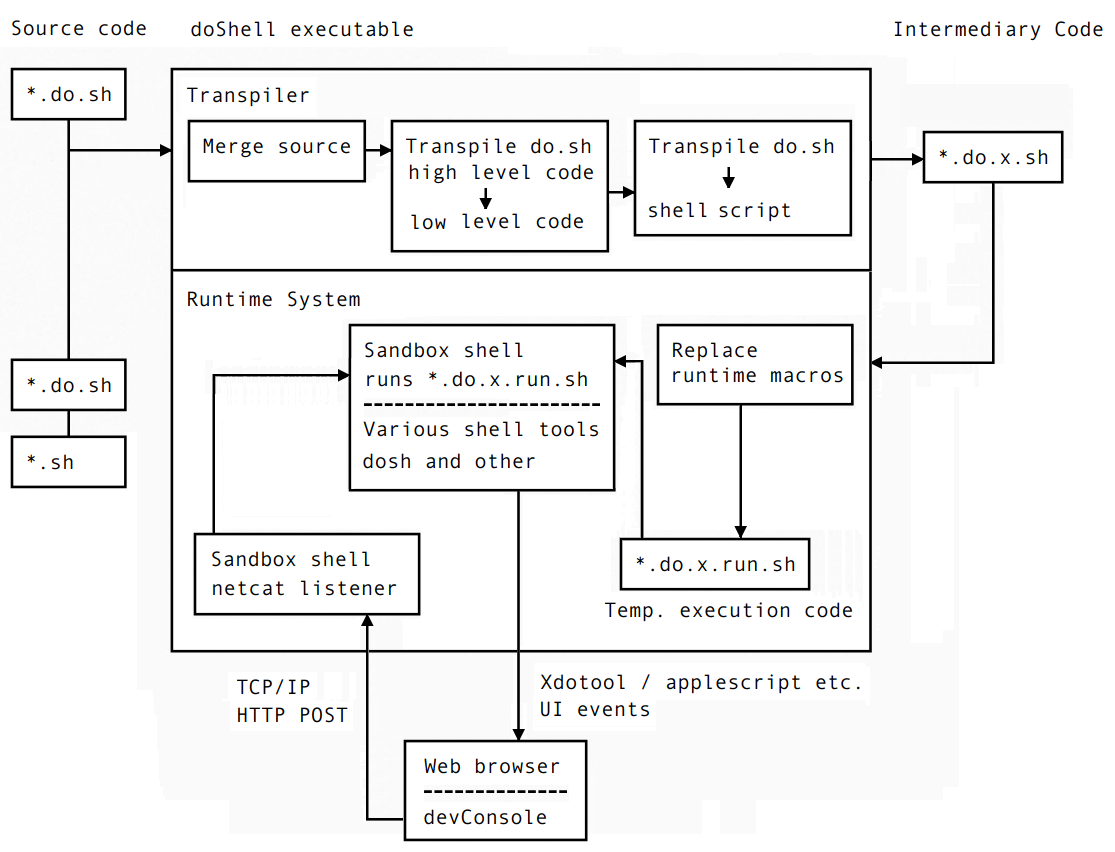 Source code
doShell executable
Intermediary Code
*.do.sh
Transpiler
Merge source
Transpile do.sh
high level code
low level code
Transpile do.sh
shell script
*.do.x.sh
Runtime System
*.do.sh
*.sh
Sandbox shell
runs *.do.x.run.sh
Various shell tools
dosh and other
Replace
runtime macros
Sandbox shell
netcat listener
*.do.x.run.sh
Temp. execution code
TCP/IP
HTTP POST
Xdotool / applescript etc.
UI events
Web browser
devConsole